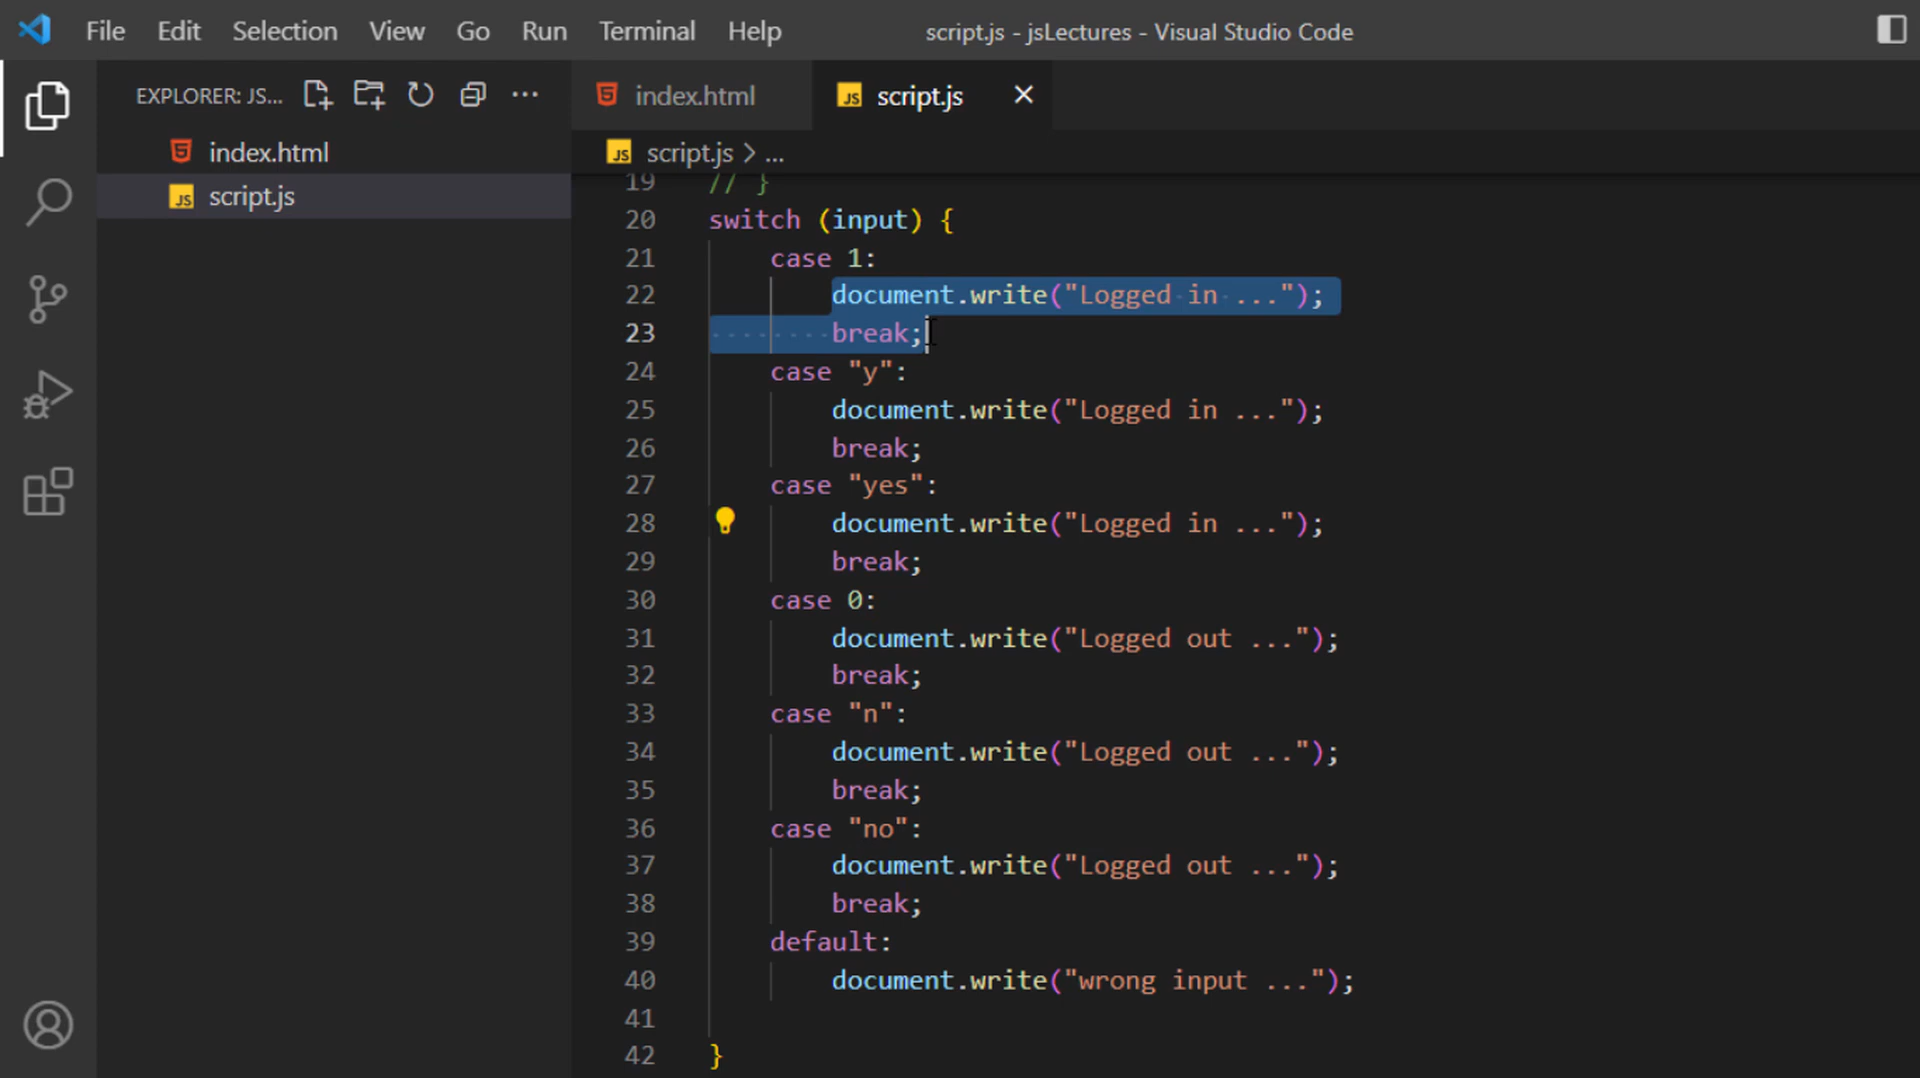 File Edit Selection View Go Run Terminal Help script.js - jsLectures - Visual Studio Code
EXPLORER: JS... ...
index.html
script.js
index.html script.js
JS script.js > ...
19 // }
20 switch (input) {
21 case 1:
22 document.write("Logged in ...");
23 break;
24 case "y":
25 document.write("Logged in ...");
26 break;
27 case "yes":
28 document.write("Logged in ...");
29 break;
30 case 0:
31 document.write("Logged out ...");
32 break;
33 case "n":
34 document.write("Logged out ...");
35 break;
36 case "no":
37 document.write("Logged out ...");
38 break;
39 default:
40 document.write("wrong input ...");
41
42 }